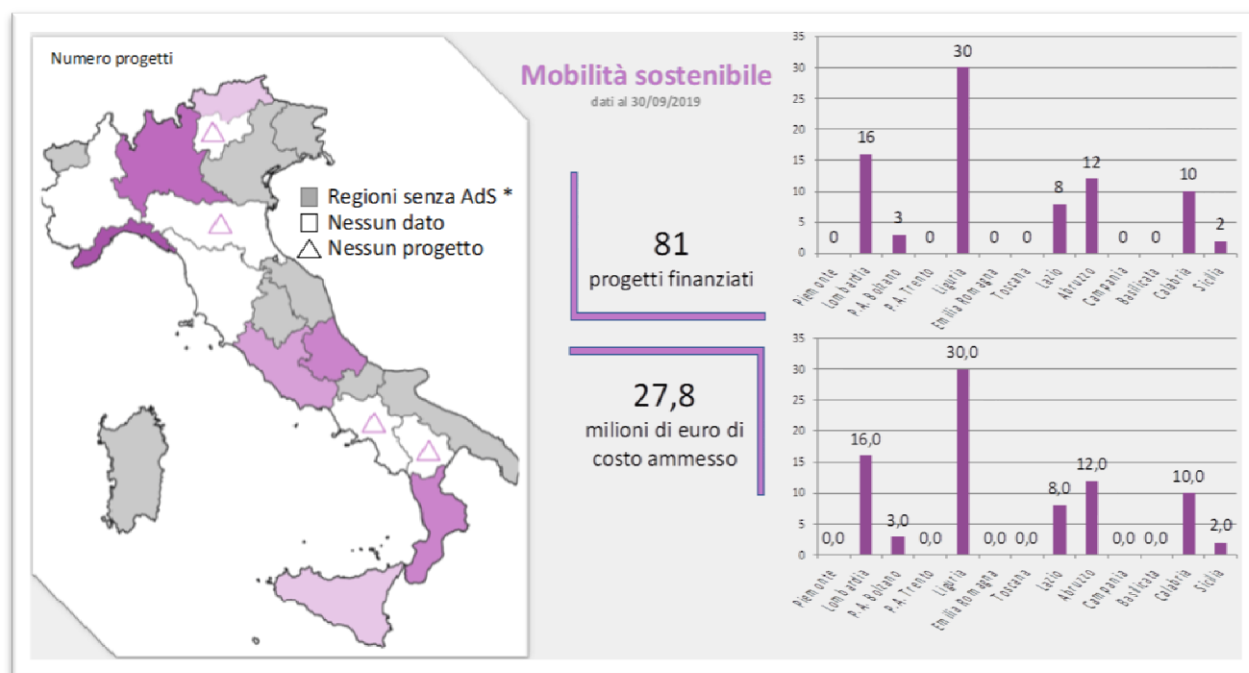 Numero progetti
Regioni senza AdS *
Nessun dato
Nessun progetto
Mobilità sostenibile
dati al 30/09/2019
81
progetti finanziati
27,8
milioni di euro di
costo ammesso
35
30
25
20
15
10
5
0
0
16
3
0
30
0
0
8
12
0
0
10
2
Piemonte
Lombardia
P.A. Bolzano
P.A. Trento
Liguria
Emilia Romagna
Toscana
Lazio
Abruzzo
Campania
Basilicata
Calabria
Sicilia
35
30
25
20
15
10
5
0
0,0
16,0
3,0
0,0
30,0
0,0
0,0
8,0
12,0
0,0
0,0
10,0
2,0
Piemonte
Lombardia
P.A. Bolzano
P.A. Trento
Liguria
Emilia Romagna
Toscana
Lazio
Abruzzo
Campania
Basilicata
Calabria
Sicilia